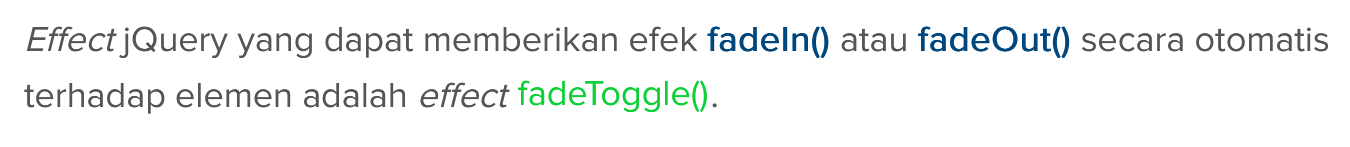 Effect jQuery yang dapat memberikan efek fadeIn() atau fadeOut() secara otomatis
terhadap elemen adalah effect fadeToggle().